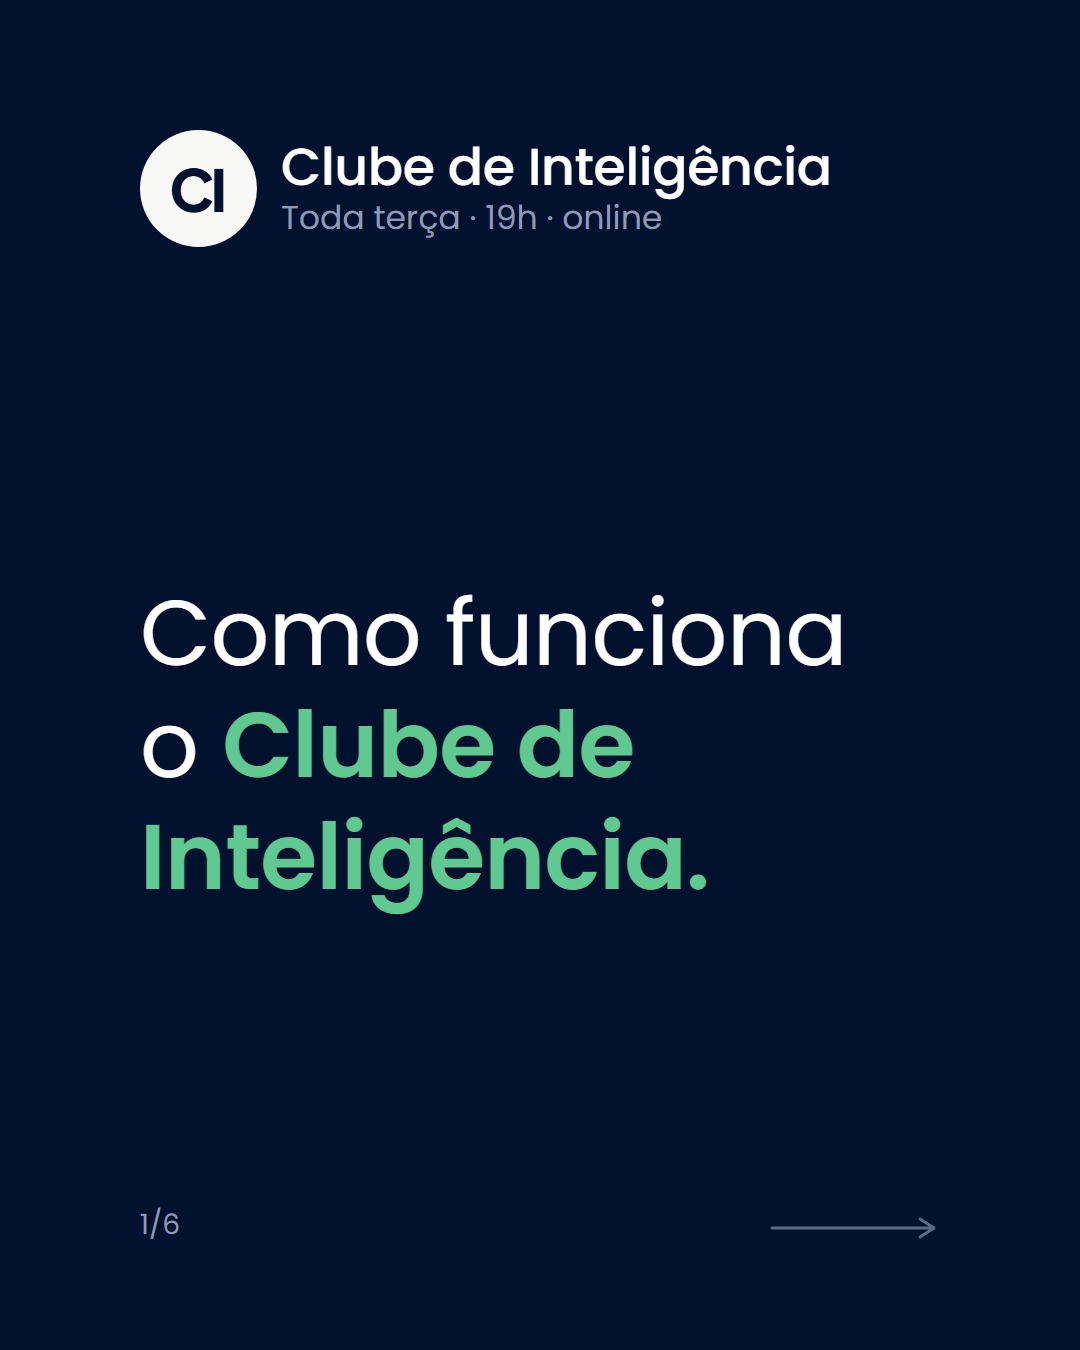 CI
Clube de Inteligência
Toda terça · 19h · online
Como funciona
o Clube de
Inteligência.
1/6